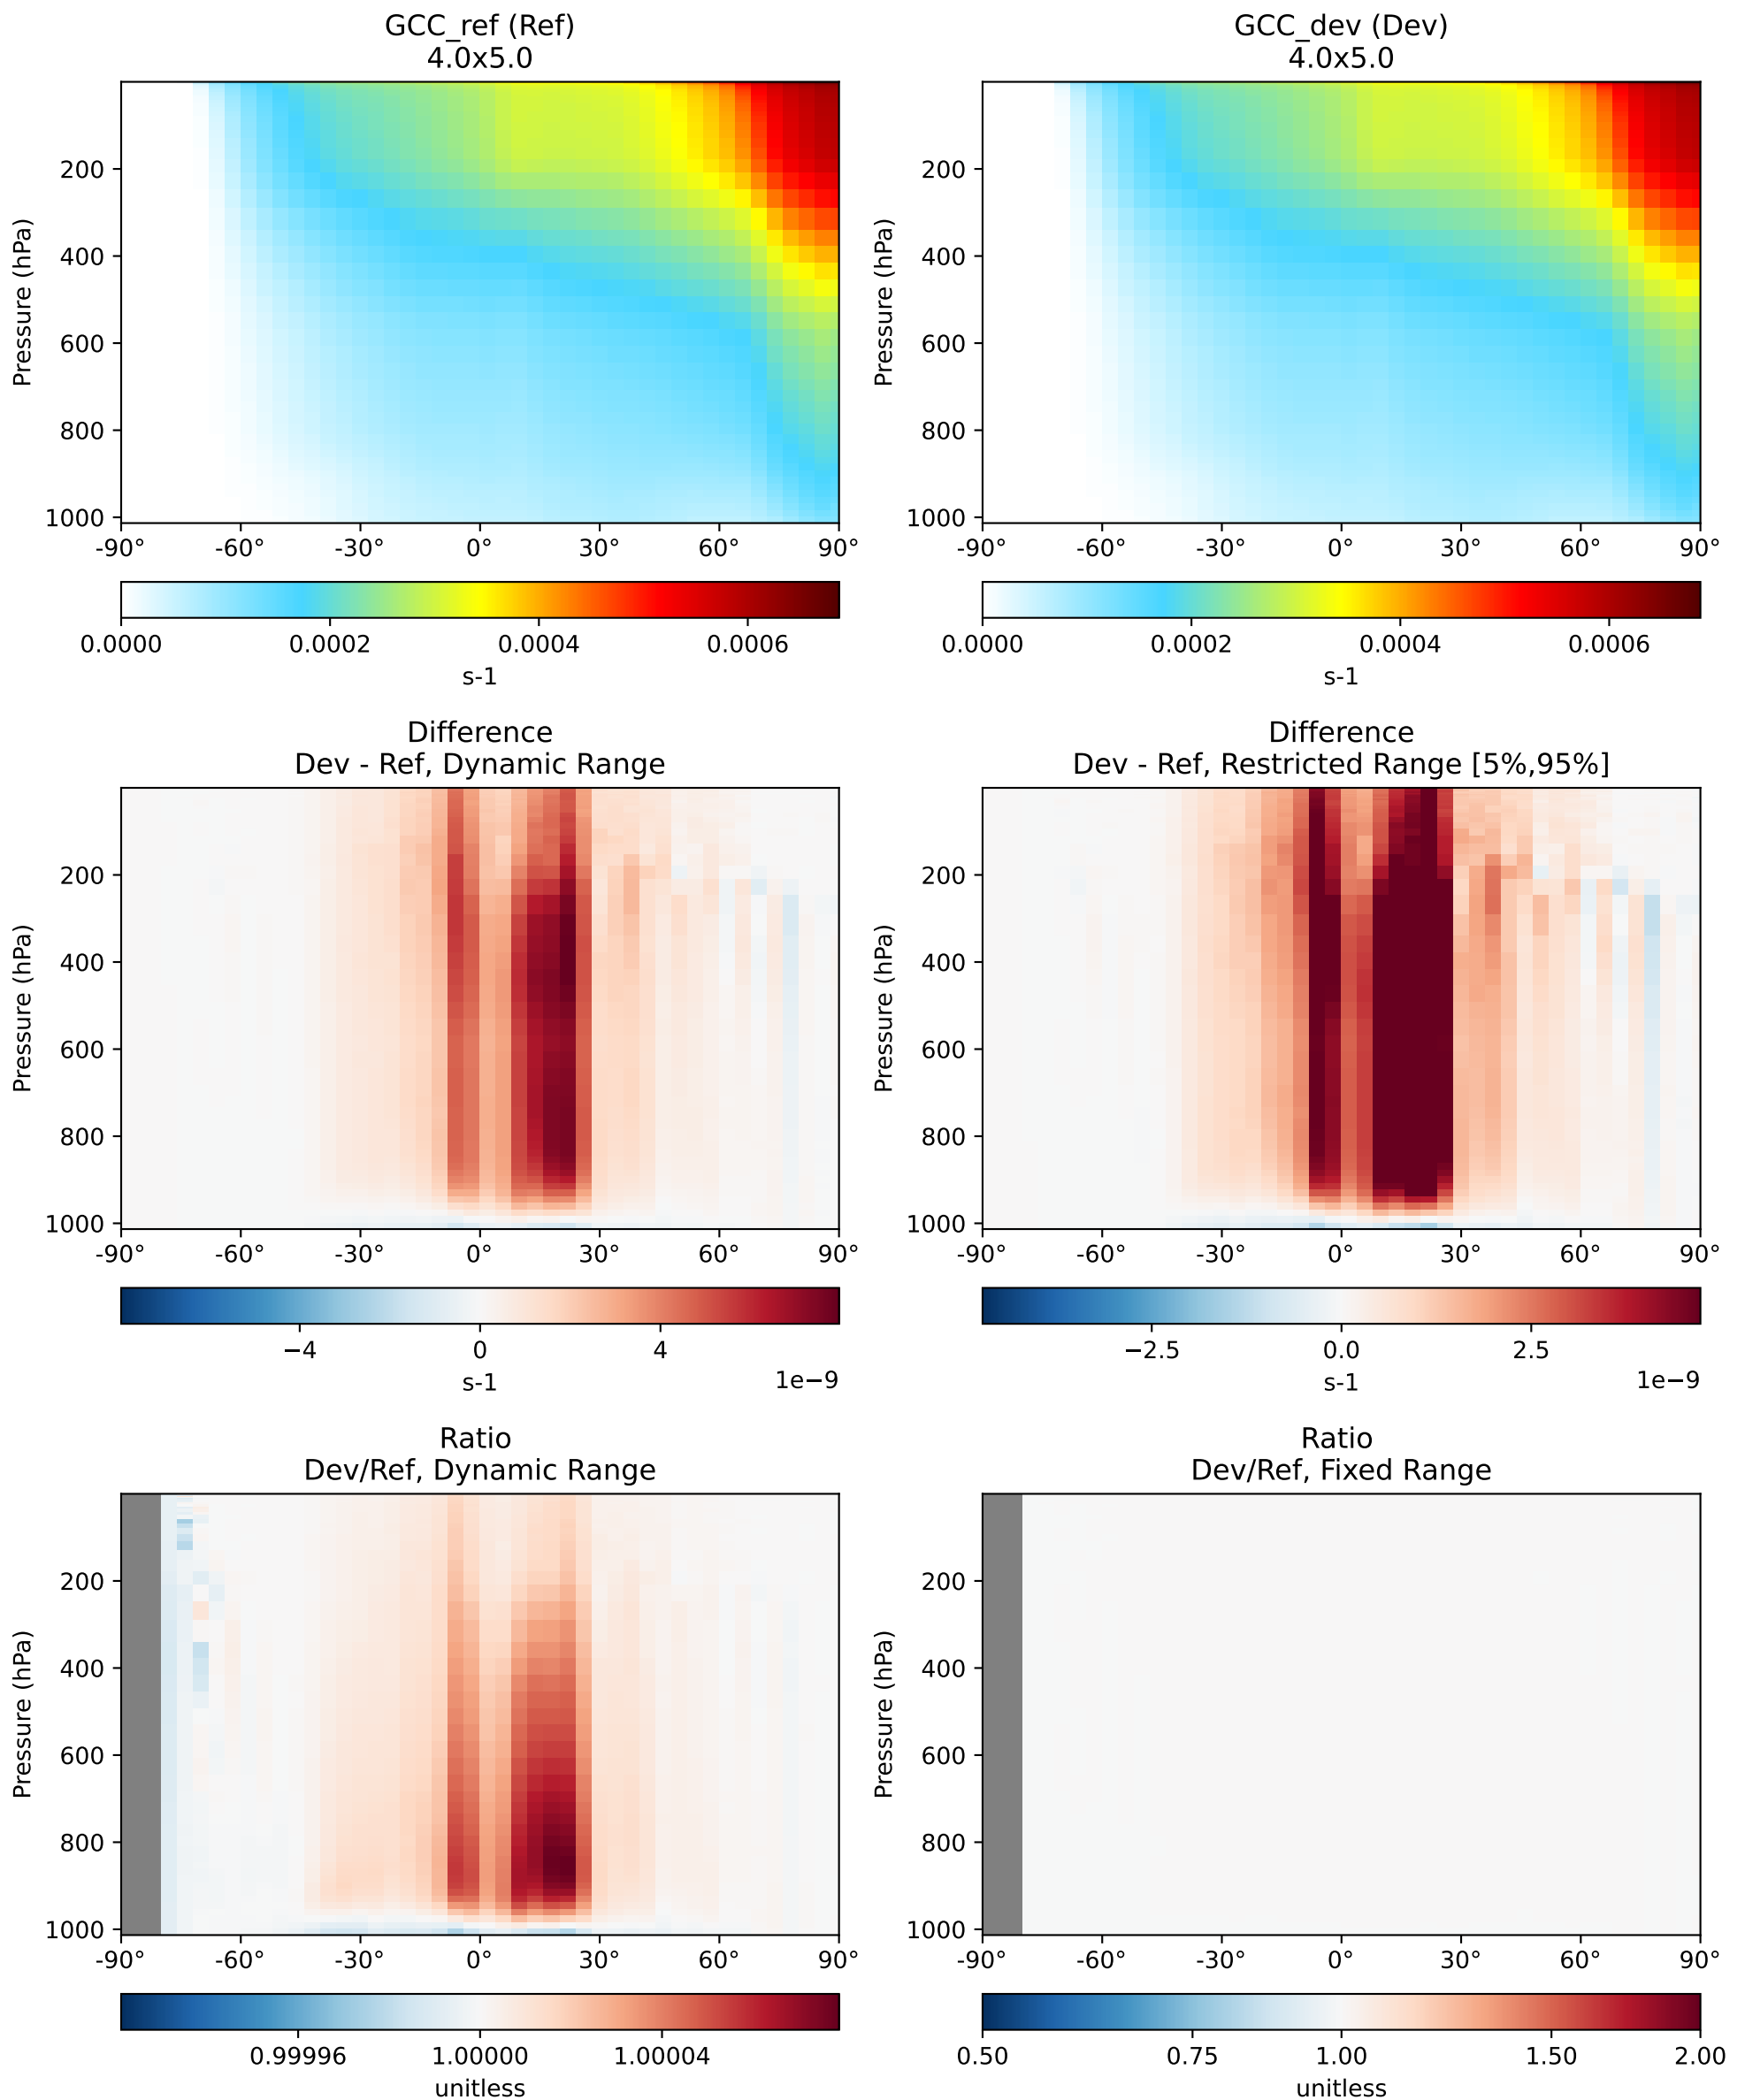 GCC_ref (Ref)
4.0x5.0
Pressure (hPa)
200
400
600
800
1000
-90° -60° -30° 0° 30° 60° 90°
0.0000 0.0002 0.0004 0.0006
s-1
GCC_dev (Dev)
4.0x5.0
Pressure (hPa)
200
400
600
800
1000
-90° -60° -30° 0° 30° 60° 90°
0.0000 0.0002 0.0004 0.0006
s-1
Difference
Dev - Ref, Dynamic Range
Pressure (hPa)
200
400
600
800
1000
-90° -60° -30° 0° 30° 60° 90°
−4 0 4
s-1 1e−9
Difference
Dev - Ref, Restricted Range [5%,95%]
Pressure (hPa)
200
400
600
800
1000
-90° -60° -30° 0° 30° 60° 90°
−2.5 0.0 2.5
s-1 1e−9
Ratio
Dev/Ref, Dynamic Range
Pressure (hPa)
200
400
600
800
1000
-90° -60° -30° 0° 30° 60° 90°
0.99996 1.00000 1.00004
unitless
Ratio
Dev/Ref, Fixed Range
Pressure (hPa)
200
400
600
800
1000
-90° -60° -30° 0° 30° 60° 90°
0.50 0.75 1.00 1.50 2.00
unitless